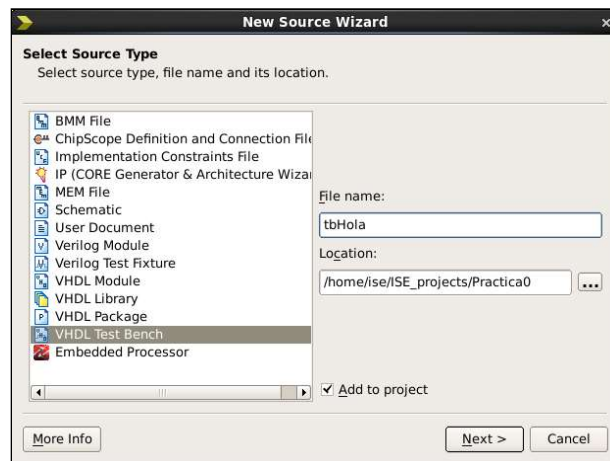 New Source Wizard
Select Source Type
Select source type, file name and its location.
BMM File
ChipScope Definition and Connection File
Implementation Constraints File
IP (CORE Generator & Architecture Wizar
MEM File
Schematic
User Document
Verilog Module
Verilog Test Fixture
VHDL Module
VHDL Library
VHDL Package
VHDL Test Bench
Embedded Processor
File name:
tbHola
Location:
/home/ise/ISE_projects/Practica0
...
Add to project
More Info
Next >
Cancel